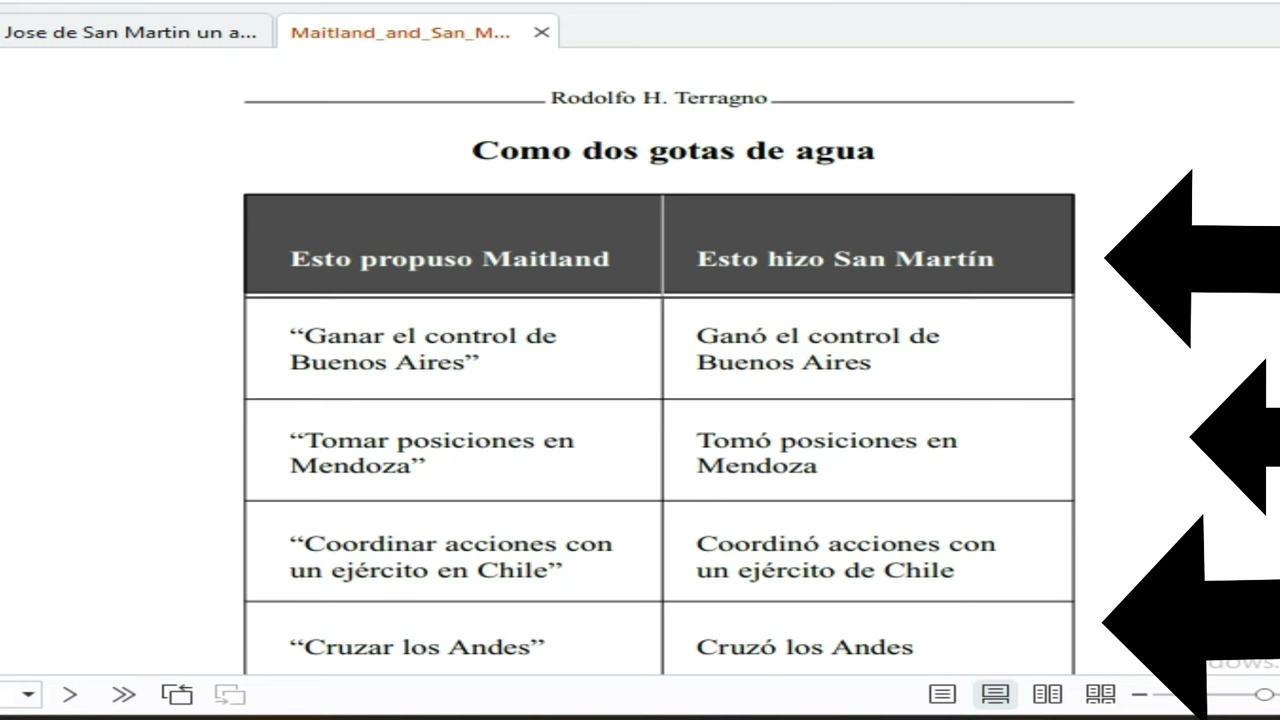 Jose de San Martin un a...
Maitland_and_San_M...
Rodolfo H. Terragno
Como dos gotas de agua
Esto propuso Maitland
Esto hizo San Martín
“Ganar el control de
Buenos Aires”
Ganó el control de
Buenos Aires
“Tomar posiciones en
Mendoza”
Tomó posiciones en
Mendoza
“Coordinar acciones con
un ejército en Chile”
Coordinó acciones con
un ejército de Chile
“Cruzar los Andes”
Cruzó los Andes